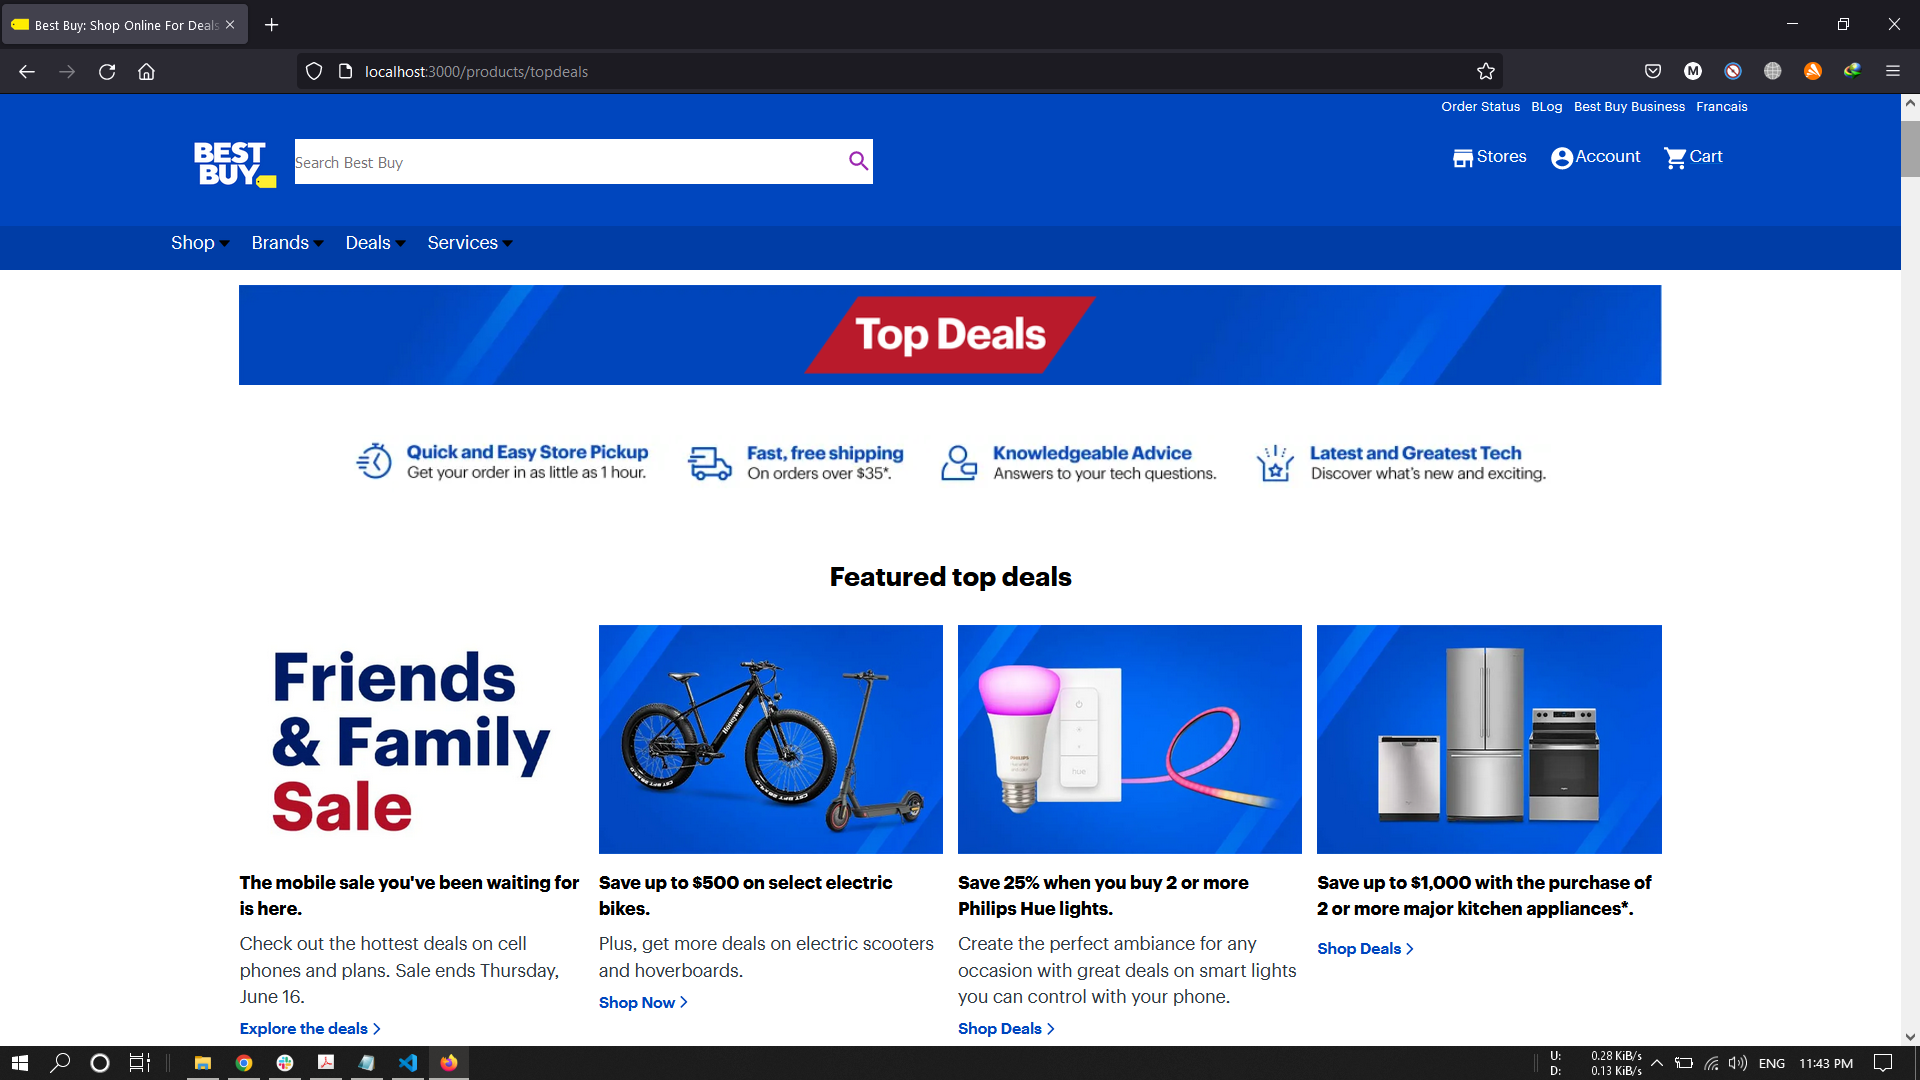 Best Buy: Shop Online For Deals
localhost:3000/products/topdeals
M
Order Status BLog Best Buy Business Francais
BEST
BUY
Search Best Buy
Stores Account Cart
Shop Brands Deals Services
Top Deals
Quick and Easy Store Pickup
Get your order in as little as 1 hour.
Fast, free shipping
On orders over $35*.
Knowledgeable Advice
Answers to your tech questions.
Latest and Greatest Tech
Discover what's new and exciting.
Featured top deals
Friends
& Family
Sale
The mobile sale you've been waiting for
is here.
Check out the hottest deals on cell
phones and plans. Sale ends Thursday,
June 16.
Explore the deals
Honeywell
Save up to $500 on select electric
bikes.
Plus, get more deals on electric scooters
and hoverboards.
Shop Now
PHILIPS
hue
Save 25% when you buy 2 or more
Philips Hue lights.
Create the perfect ambiance for any
occasion with great deals on smart lights
you can control with your phone.
Shop Deals
Save up to $1,000 with the purchase of
2 or more major kitchen appliances*.
Shop Deals
U: 0.28 KiB/s
D: 0.13 KiB/s
ENG 11:43 PM